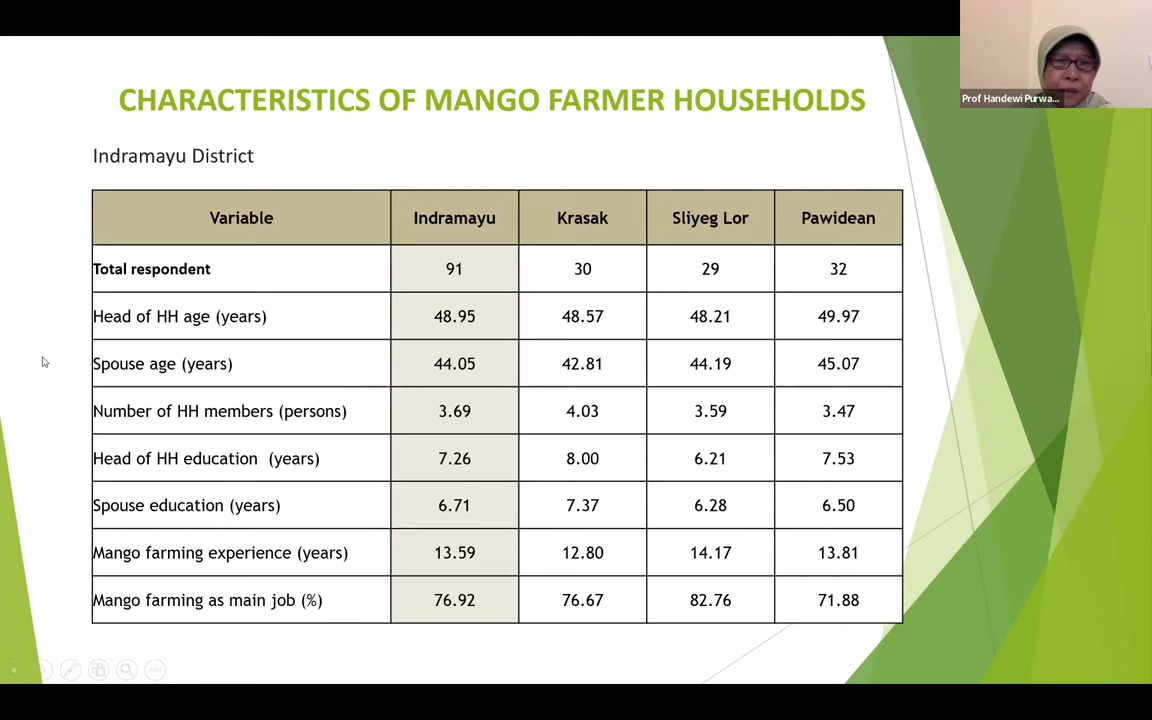 CHARACTERISTICS OF MANGO FARMER HOUSEHOLDS
Prof Handewi Purwa...
Indramayu District
Variable Indramayu Krasak Sliyeg Lor Pawidean
Total respondent 91 30 29 32
Head of HH age (years) 48.95 48.57 48.21 49.97
Spouse age (years) 44.05 42.81 44.19 45.07
Number of HH members (persons) 3.69 4.03 3.59 3.47
Head of HH education (years) 7.26 8.00 6.21 7.53
Spouse education (years) 6.71 7.37 6.28 6.50
Mango farming experience (years) 13.59 12.80 14.17 13.81
Mango farming as main job (%) 76.92 76.67 82.76 71.88